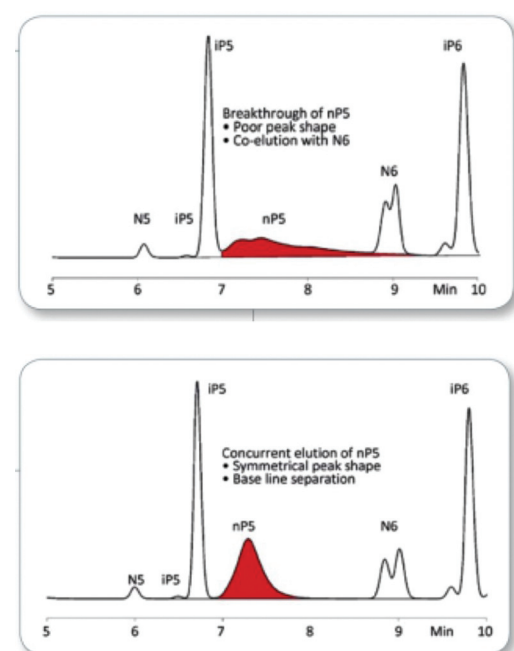 iP5
iP6
Breakthrough of nP5
• Poor peak shape
• Co-elution with N6
N6
N5
iP5
nP5
5 6 7 8 9 Min 10
iP5
iP6
Concurrent elution of nP5
• Symmetrical peak shape
• Base line separation
nP5
N6
N5
iP5
5 6 7 8 9 Min 10